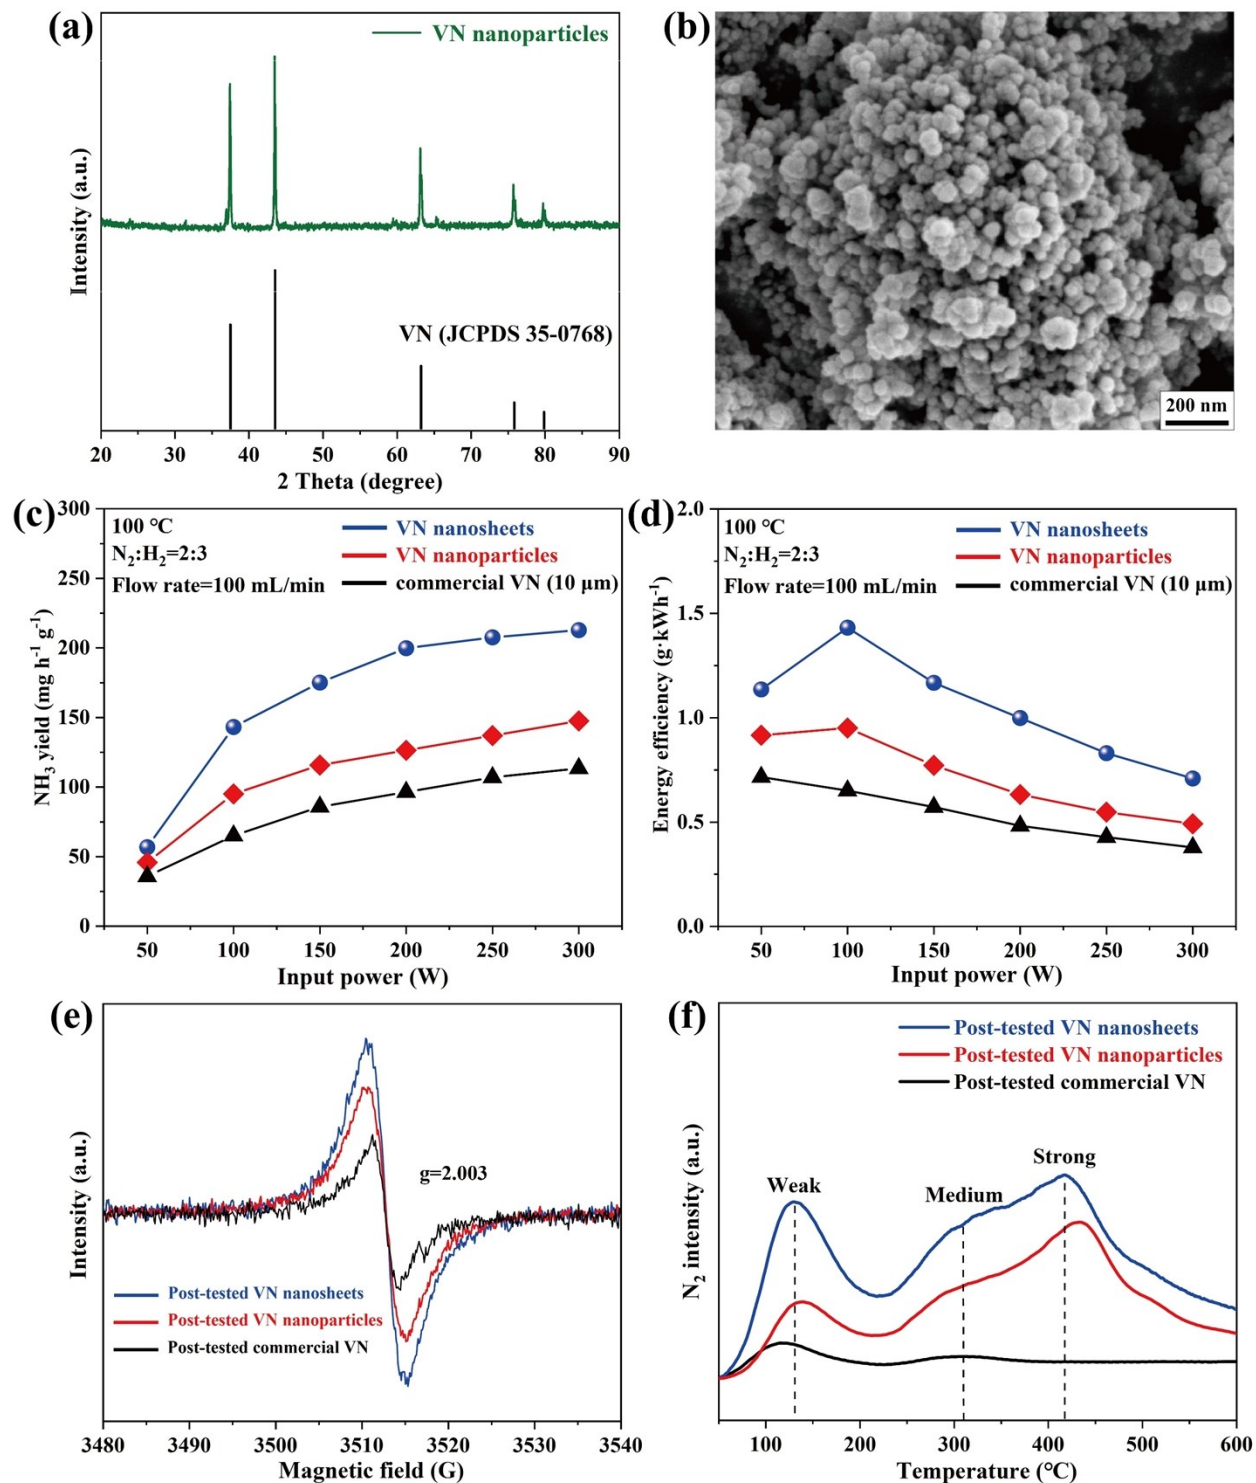 (a)
VN nanoparticles
Intensity (a.u.)
VN (JCPDS 35-0768)
20 30 40 50 60 70 80 90
2 Theta (degree)
(b)
200 nm
(c)
100 °C
N₂:H₂=2:3
Flow rate=100 mL/min
VN nanosheets
VN nanoparticles
commercial VN (10 μm)
NH₃ yield (mg h⁻¹ g⁻¹)
300
250
200
150
100
50
0
50 100 150 200 250 300
Input power (W)
(d)
100 °C
N₂:H₂=2:3
Flow rate=100 mL/min
VN nanosheets
VN nanoparticles
commercial VN (10 μm)
Energy efficiency (g·kWh⁻¹)
2.0
1.5
1.0
0.5
0.0
50 100 150 200 250 300
Input power (W)
(e)
g=2.003
Intensity (a.u.)
Post-tested VN nanosheets
Post-tested VN nanoparticles
Post-tested commercial VN
3480 3490 3500 3510 3520 3530 3540
Magnetic field (G)
(f)
Post-tested VN nanosheets
Post-tested VN nanoparticles
Post-tested commercial VN
N₂ intensity (a.u.)
Weak
Medium
Strong
100 200 300 400 500 600
Temperature (°C)